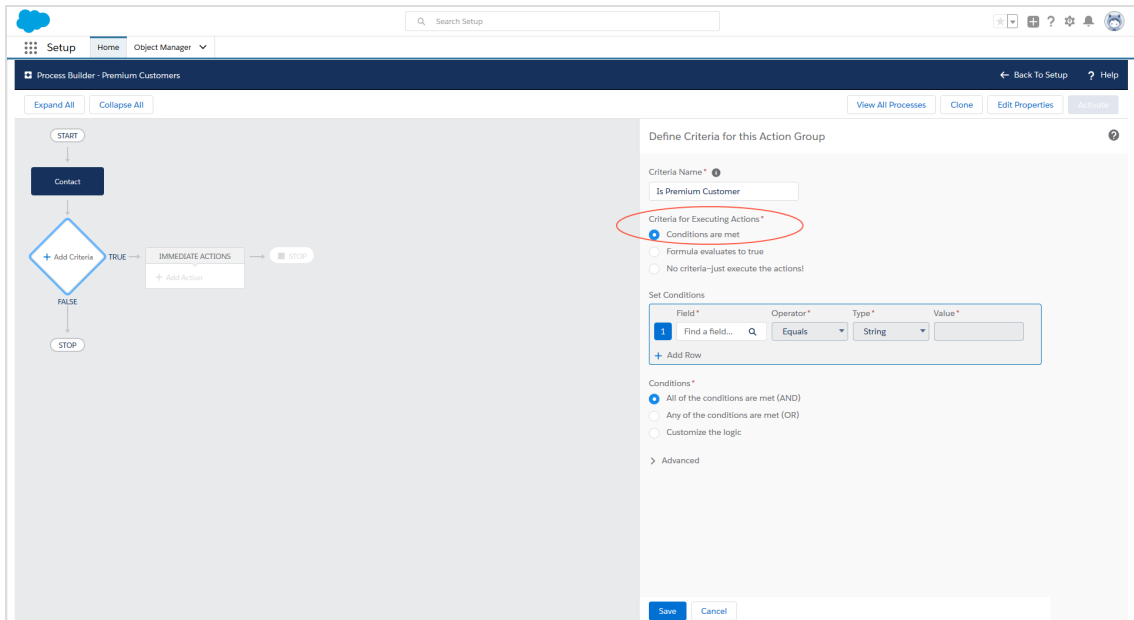 Search Setup
Setup Home Object Manager
Process Builder - Premium Customers Back To Setup ? Help
Expand All Collapse All View All Processes Clone Edit Properties Activate
START
Define Criteria for this Action Group
Contact
Criteria Name*
Is Premium Customer
Criteria for Executing Actions*
Conditions are met
+ Add Criteria TRUE IMMEDIATE ACTIONS STOP
Formula evaluates to true
+ Add Action
No criteria–just execute the actions!
FALSE
Set Conditions
Field* Operator* Type* Value*
1 Find a field... Equals String
STOP
+ Add Row
Conditions*
All of the conditions are met (AND)
Any of the conditions are met (OR)
Customize the logic
Advanced
Save Cancel